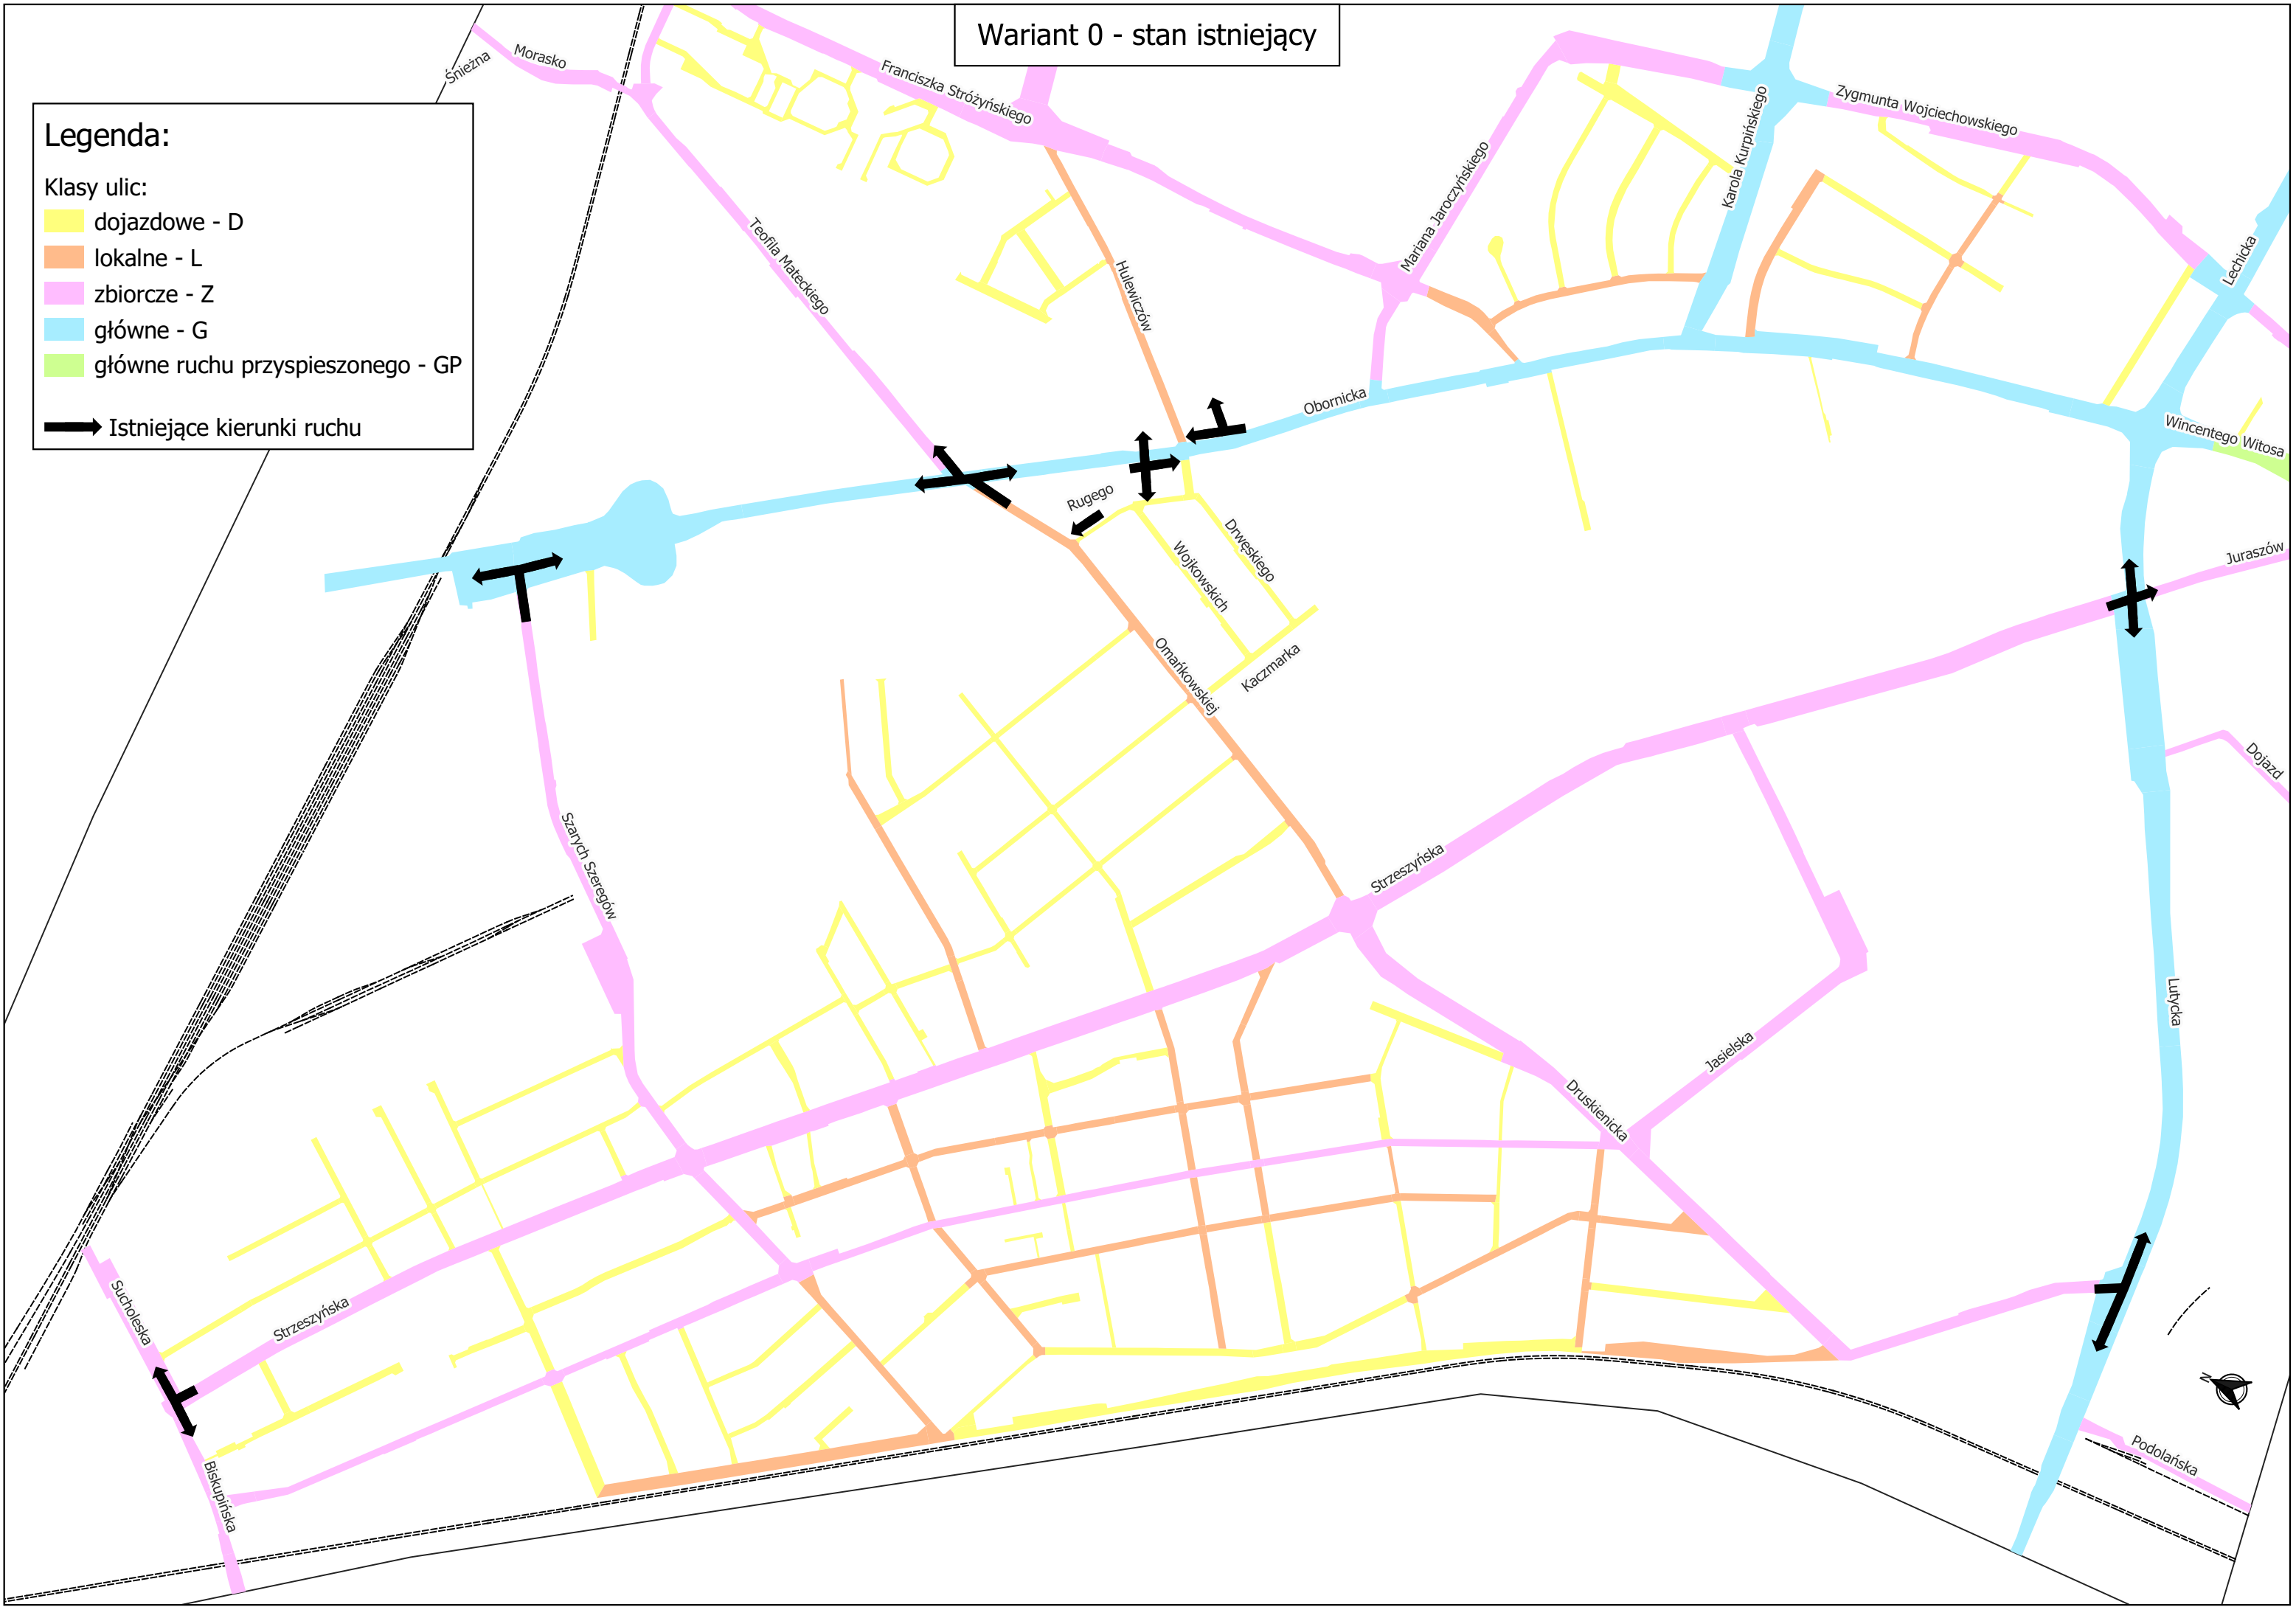 Wariant 0 - stan istniejący
Morasko
Śnieżna
Franciszka Stróżyńskiego
Zygmunta Wojciechowskiego
Karola Kurpińskiego
Mariana Jaroczyńskiego
Legenda:
Klasy ulic:
dojazdowe - D
lokalne - L
zbiorcze - Z
główne - G
główne ruchu przyspieszonego - GP
Istniejące kierunki ruchu
Teofila Mateckiego
Hulewiczów
Lechicka
Obornicka
Wincentego Witosa
Rugego
Drwęskiego
Wojkowskich
Juraszów
Omańkowskiej
Kaczmarka
Dojazd
Szarych Szeregów
Strzeszyńska
Lutycka
Jasielska
Druskienicka
Sucholeska
Strzeszyńska
N
Podolańska
Biskupińska